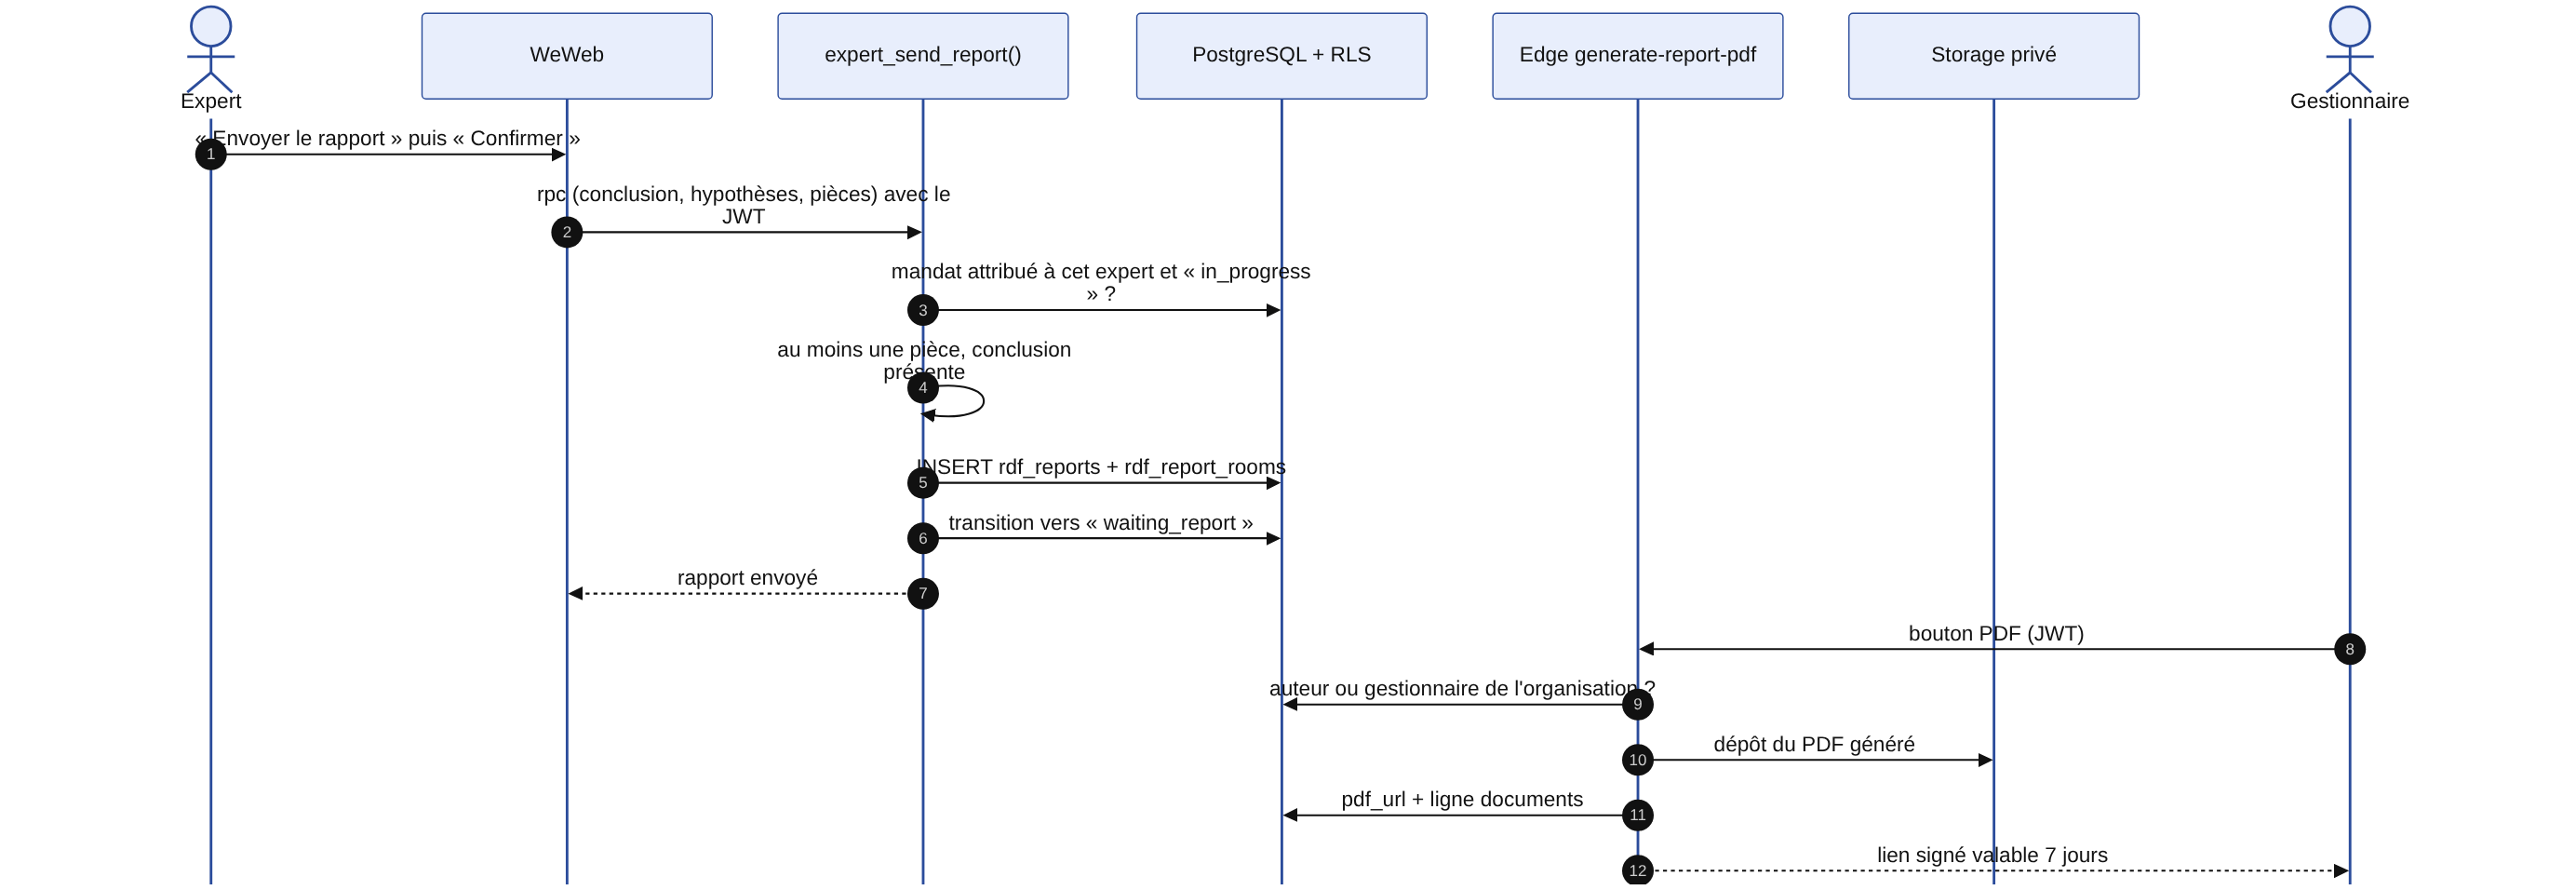 WeWeb
expert_send_report()
PostgreSQL + RLS
Edge generate-report-pdf
Storage privé
Expert
Gestionnaire
« Envoyer le rapport » puis « Confirmer »
1
rpc (conclusion, hypothèses, pièces) avec le
JWT
2
mandat attribué à cet expert et « in_progress
» ?
3
au moins une pièce, conclusion
présente
4
INSERT rdf_reports + rdf_report_rooms
5
transition vers « waiting_report »
6
rapport envoyé
7
bouton PDF (JWT)
8
auteur ou gestionnaire de l'organisation ?
9
dépôt du PDF généré
10
pdf_url + ligne documents
11
lien signé valable 7 jours
12